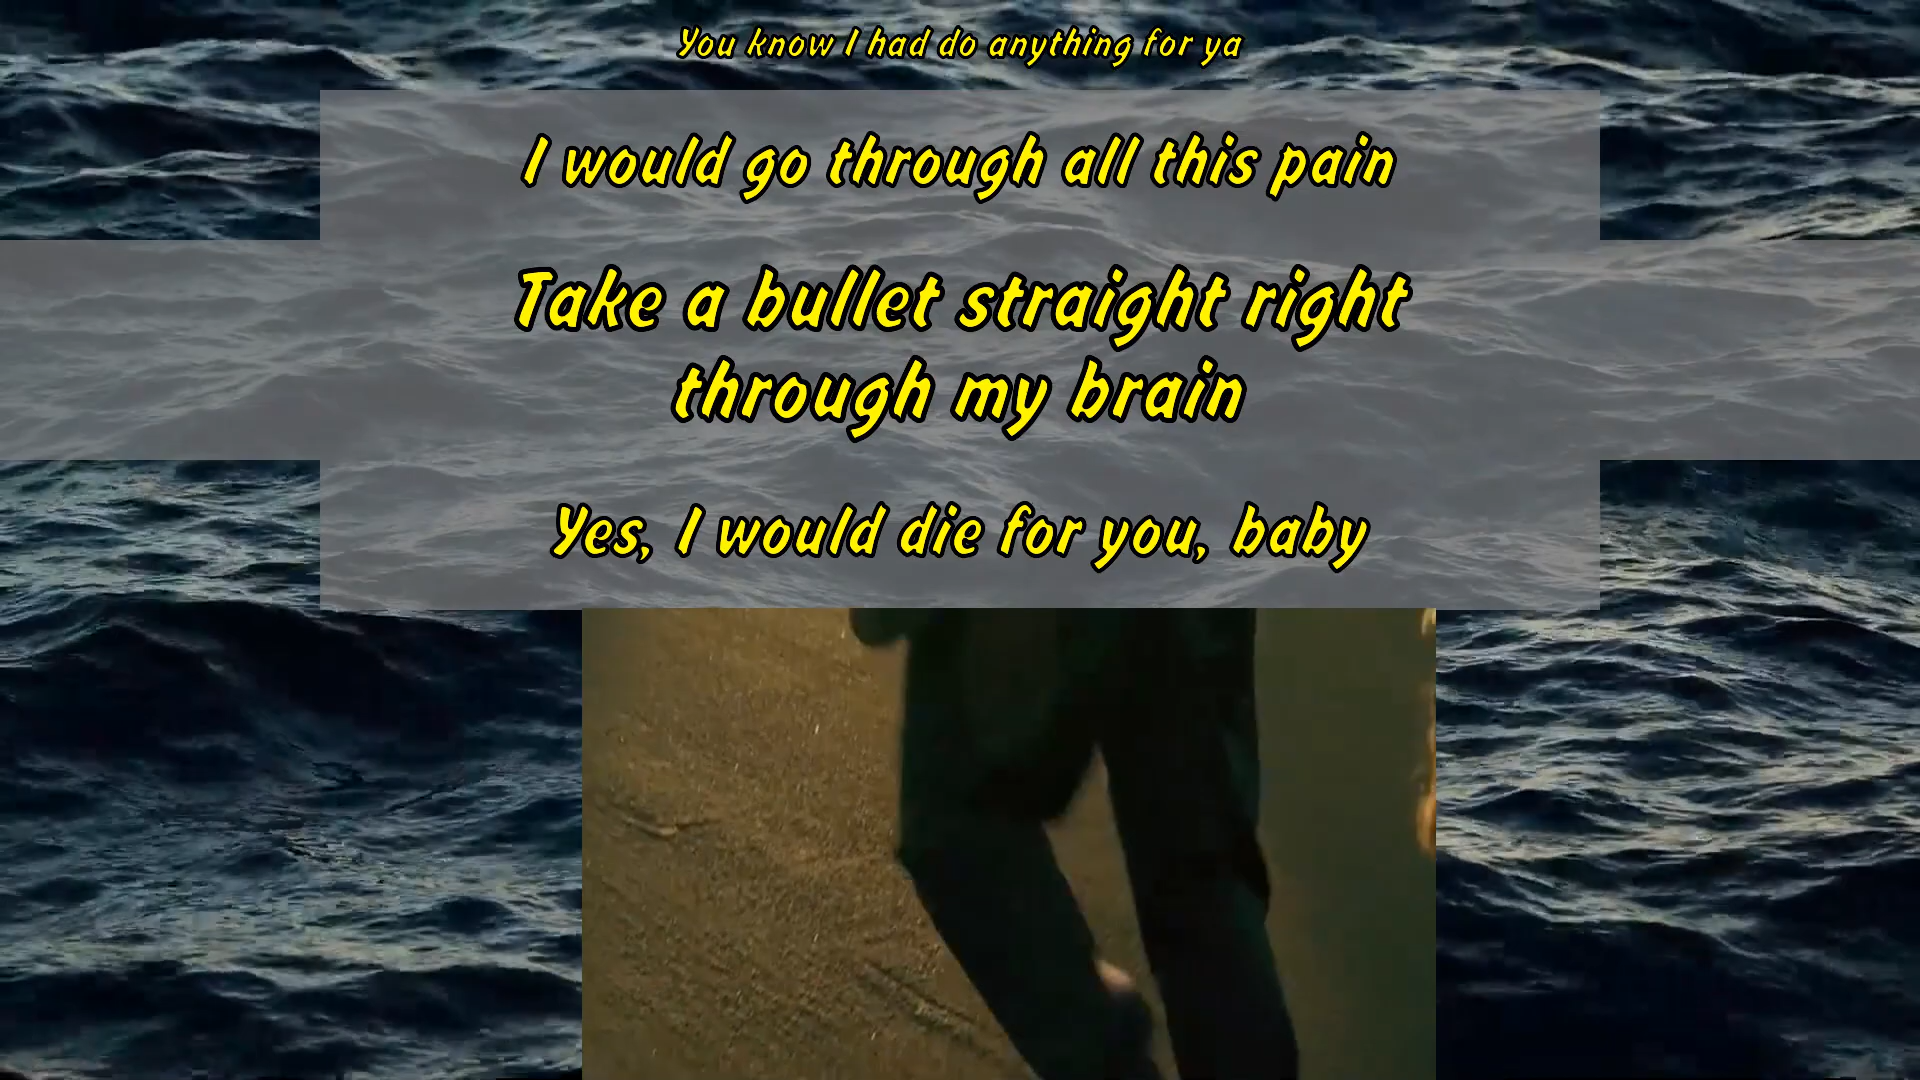 You know I had do anything for ya
I would go through all this pain
Take a bullet straight right
through my brain
Yes, I would die for you, baby